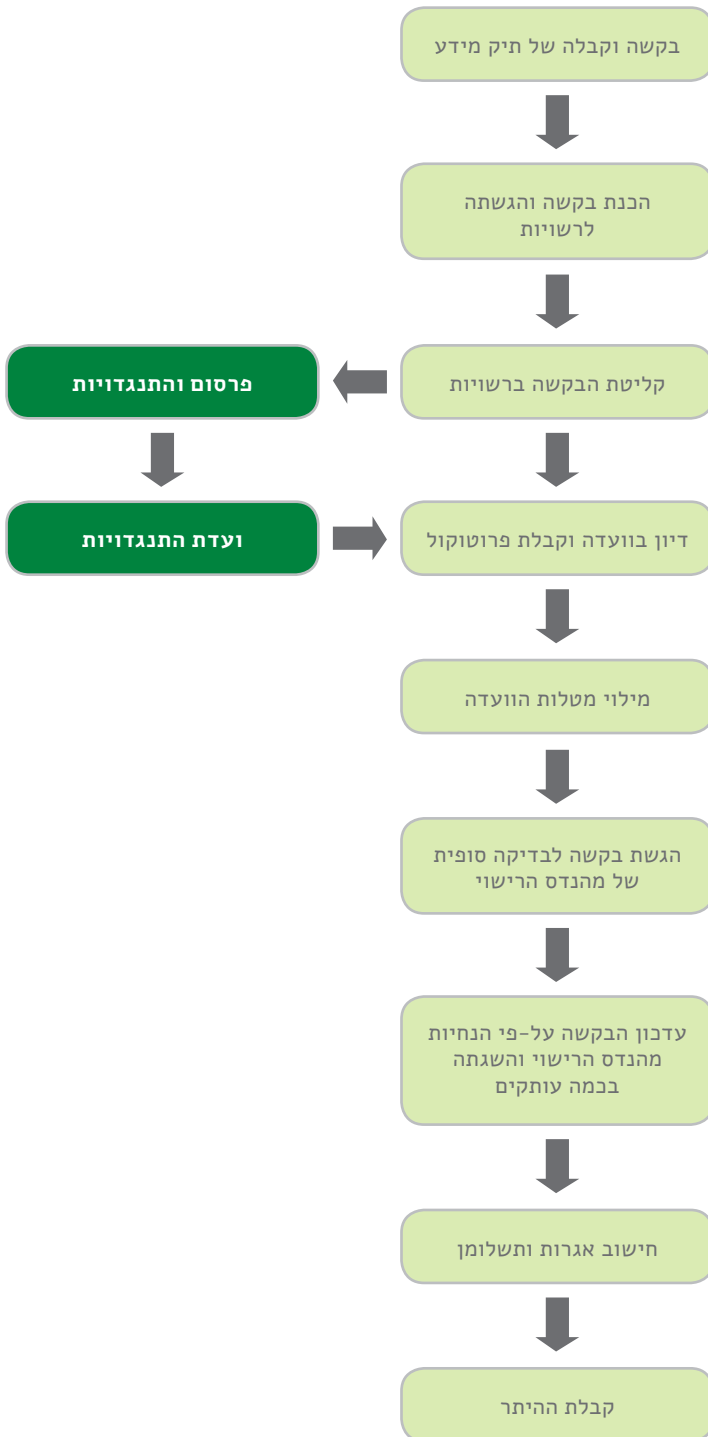 בקשה וקבלה של תיק מידע
הכנת בקשה והגשתה
לרשויות
קליטת הבקשה ברשויות
פרסום והתנגדויות
ועדת התנגדויות
דיון בוועדה וקבלת פרוטוקול
מילוי מטלות הוועדה
הגשת בקשה לבדיקה סופית
של מהנדס הרישוי
עדכון הבקשה על-פי הנחיות
מהנדס הרישוי והשגתה
בכמה עותקים
חישוב אגרות ותשלומן
קבלת ההיתר